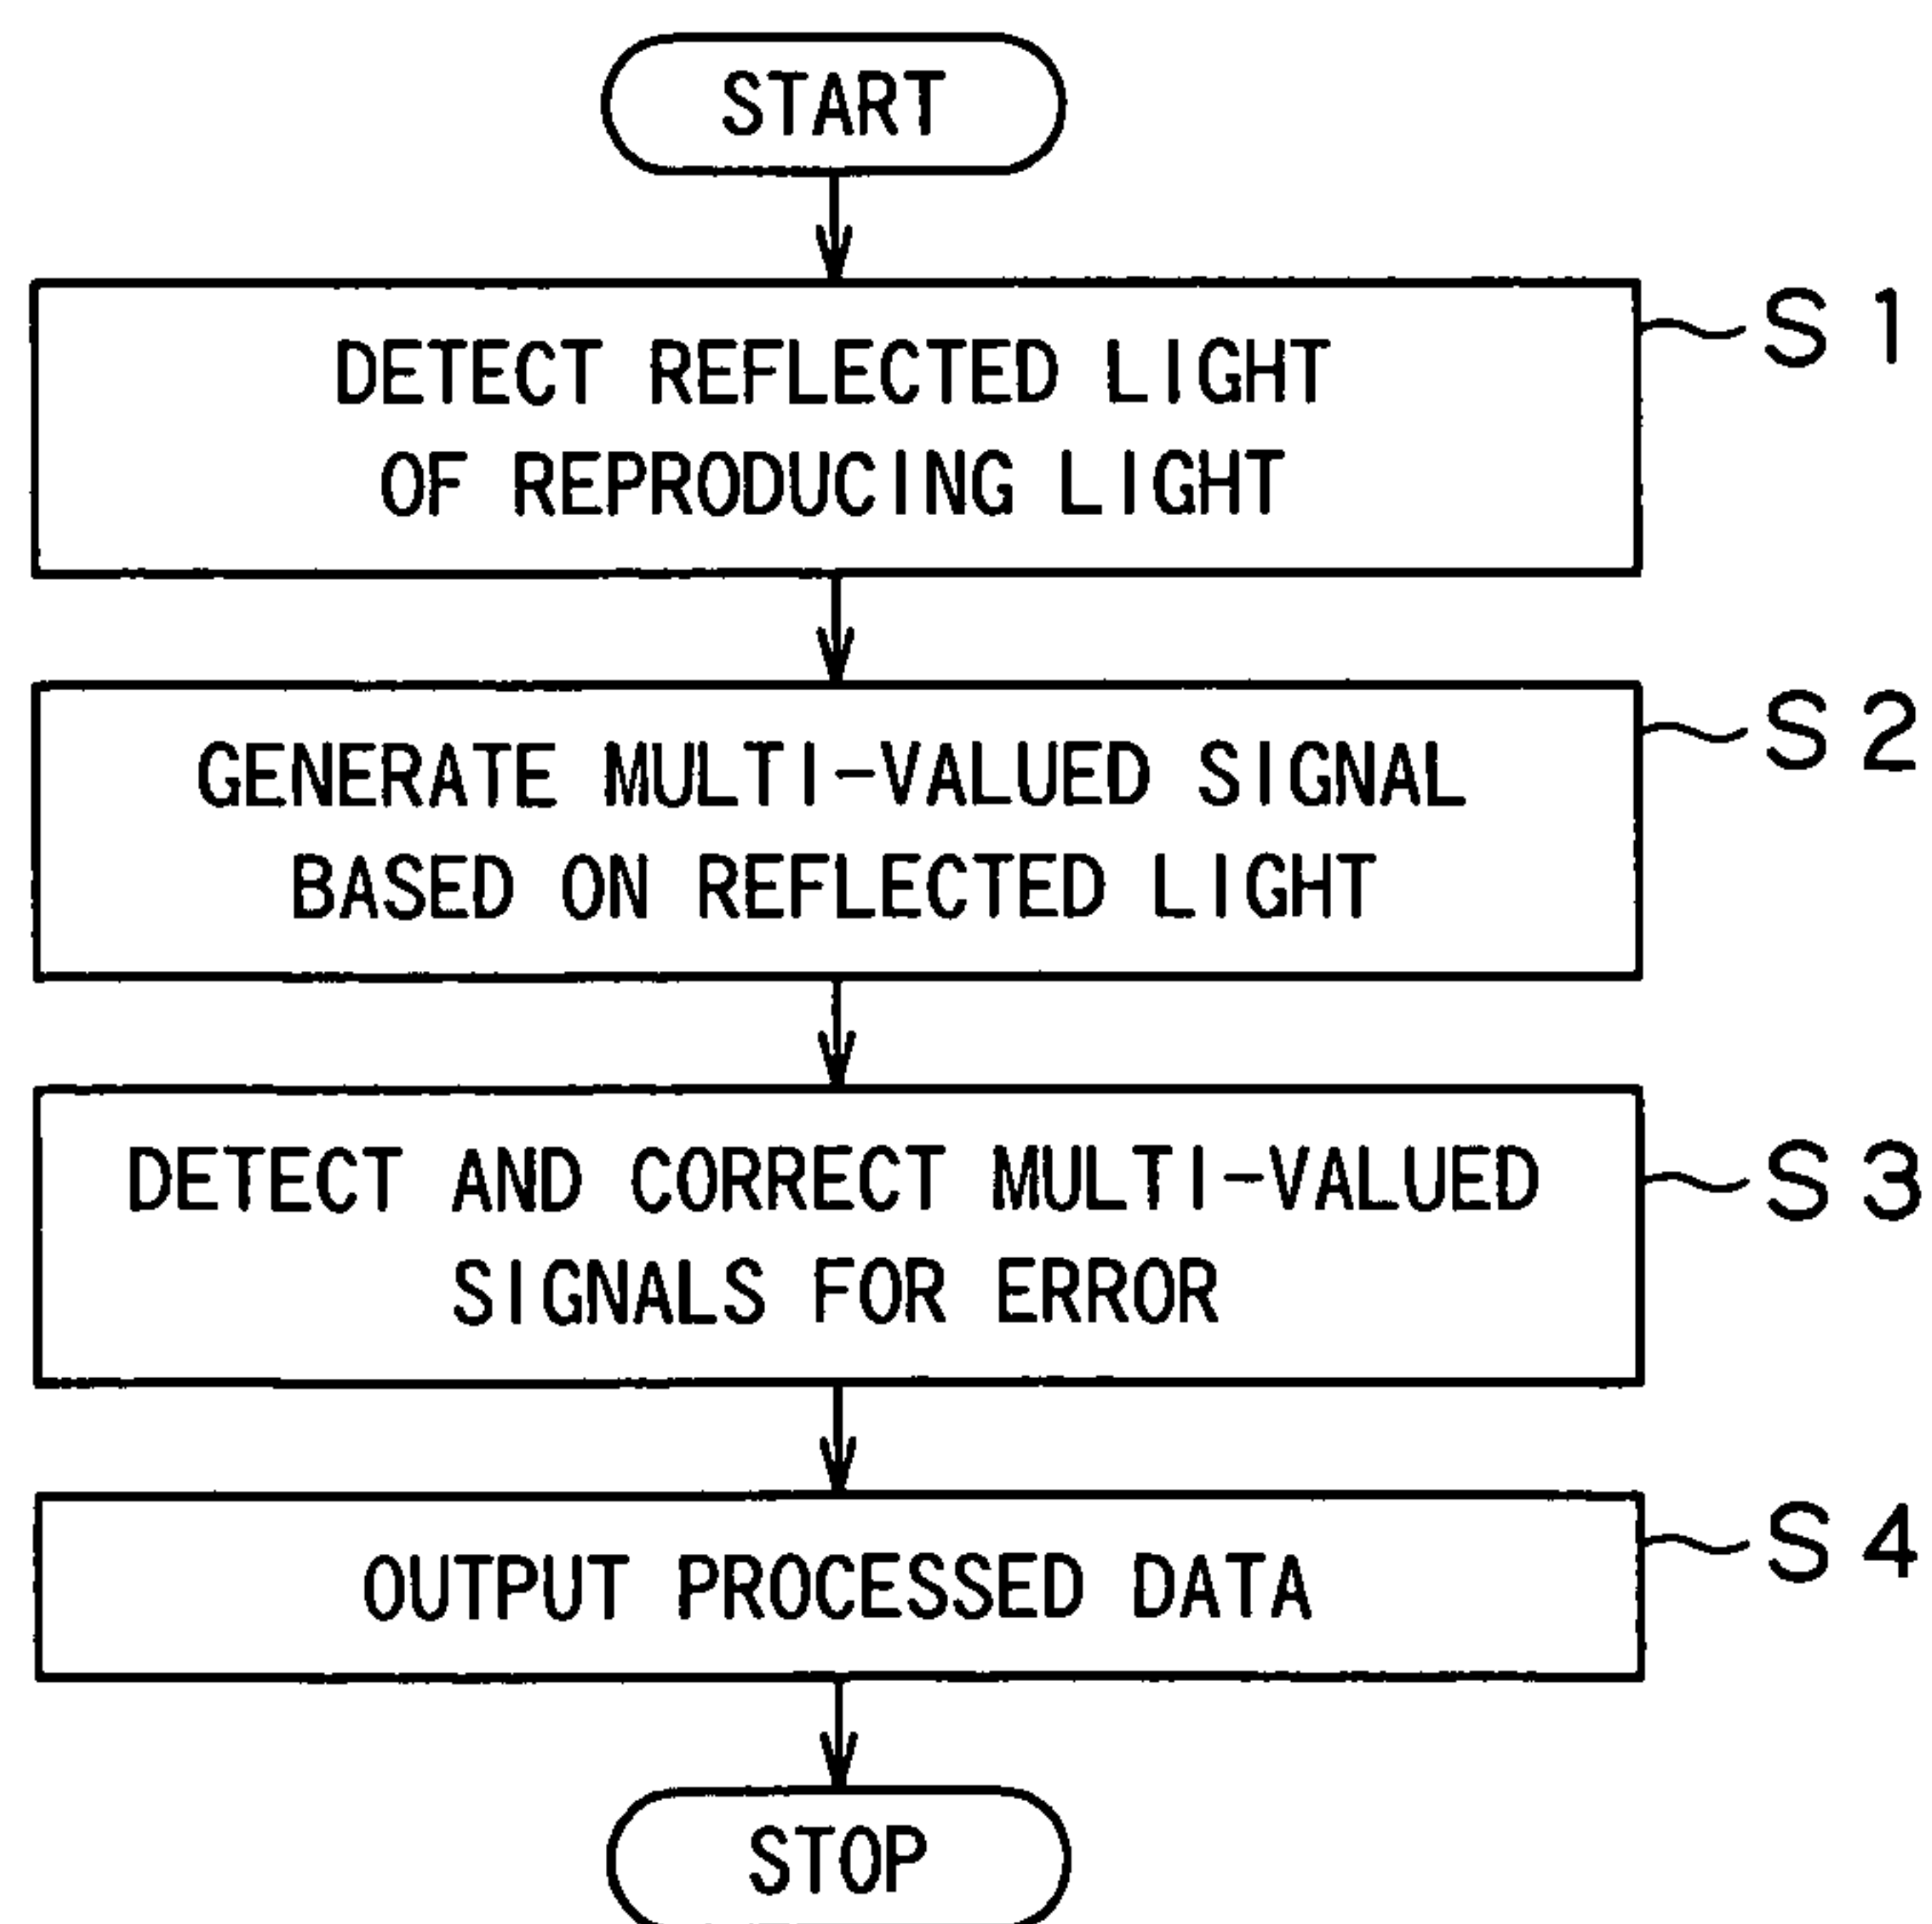 START
DETECT REFLECTED LIGHT
OF REPRODUCING LIGHT
S1
GENERATE MULTI-VALUED SIGNAL
BASED ON REFLECTED LIGHT
S2
DETECT AND CORRECT MULTI-VALUED
SIGNALS FOR ERROR
S3
OUTPUT PROCESSED DATA
S4
STOP